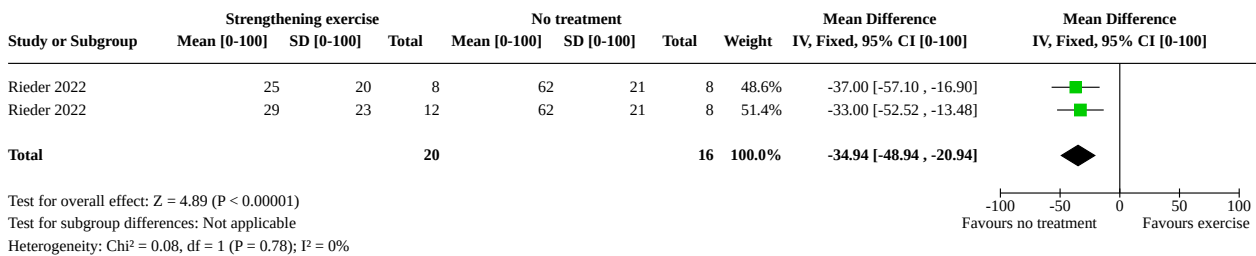 Strengthening exercise No treatment Mean Difference Mean Difference
Study or Subgroup Mean [0-100] SD [0-100] Total Mean [0-100] SD [0-100] Total Weight IV, Fixed, 95% CI [0-100] IV, Fixed, 95% CI [0-100]
Rieder 2022 25 20 8 62 21 8 48.6% -37.00 [-57.10 , -16.90]
Rieder 2022 29 23 12 62 21 8 51.4% -33.00 [-52.52 , -13.48]
Total 20 16 100.0% -34.94 [-48.94 , -20.94]
Test for overall effect: Z = 4.89 (P < 0.00001)
Test for subgroup differences: Not applicable
Heterogeneity: Chi² = 0.08, df = 1 (P = 0.78); I² = 0%
-100 -50 0 50 100
Favours no treatment Favours exercise